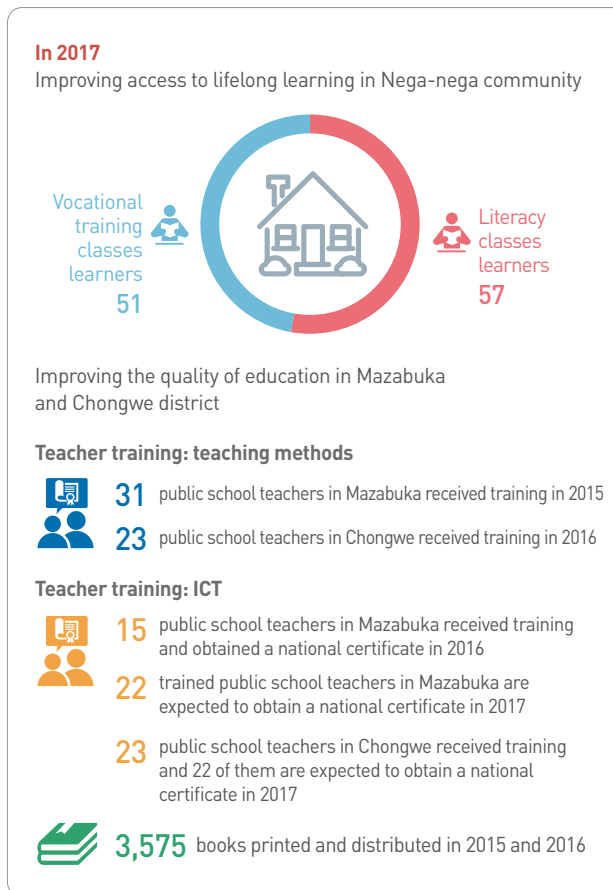 In 2017
Improving access to lifelong learning in Nega-nega community
Vocational
training
classes
learners
51
Literacy
classes
learners
57
Improving the quality of education in Mazabuka
and Chongwe district
Teacher training: teaching methods
31 public school teachers in Mazabuka received training in 2015
23 public school teachers in Chongwe received training in 2016
Teacher training: ICT
15 public school teachers in Mazabuka received training
and obtained a national certificate in 2016
22 trained public school teachers in Mazabuka are
expected to obtain a national certificate in 2017
23 public school teachers in Chongwe received training
and 22 of them are expected to obtain a national
certificate in 2017
3,575 books printed and distributed in 2015 and 2016